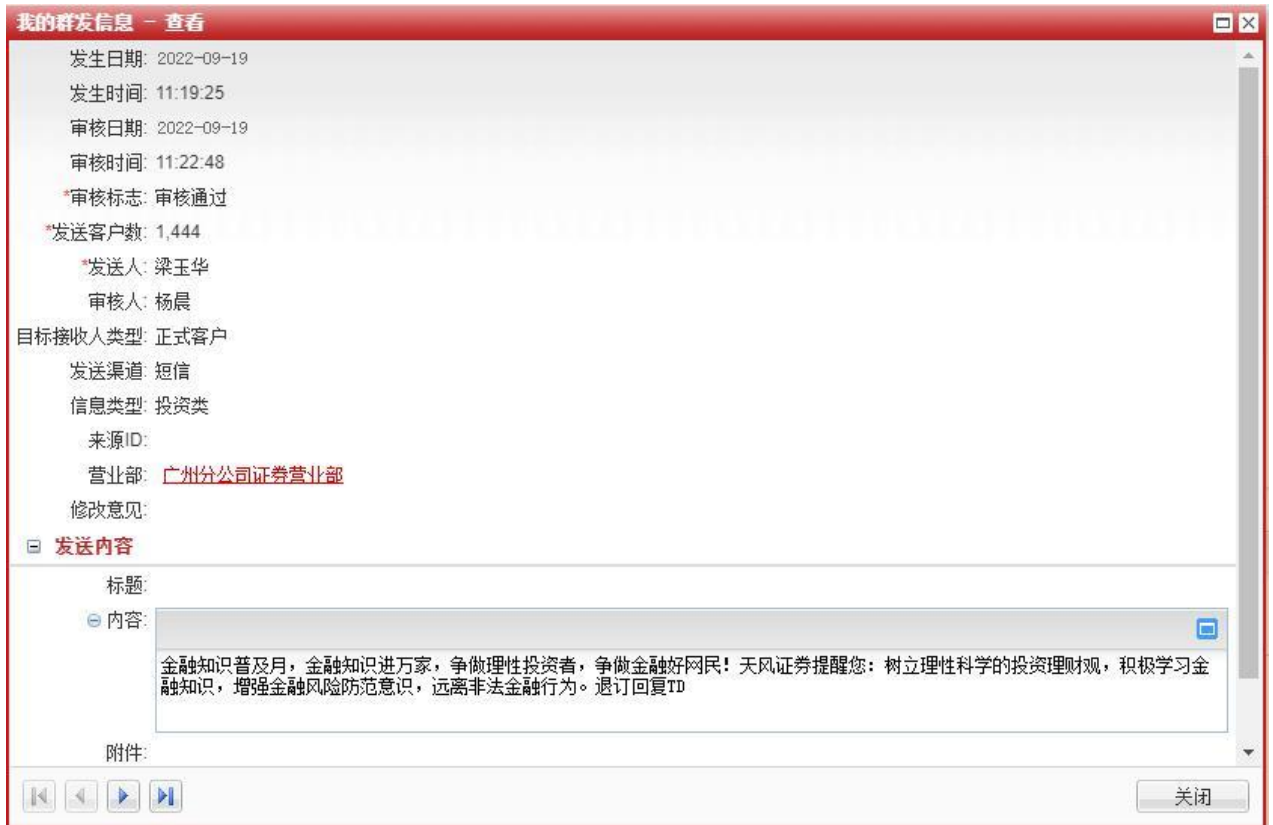 我的群发信息 - 查看
发生日期: 2022-09-19
发生时间: 11:19:25
审核日期: 2022-09-19
审核时间: 11:22:48
*审核标志: 审核通过
*发送客户数: 1,444
*发送人: 梁玉华
审核人: 杨晨
目标接收人类型: 正式客户
发送渠道: 短信
信息类型: 投资类
来源ID:
营业部: 广州分公司证券营业部
修改意见:
发送内容
标题:
内容:
金融知识普及月，金融知识进万家，争做理性投资者，争做金融好网民！天风证券提醒您：树立理性科学的投资理财观，积极学习金
融知识，增强金融风险防范意识，远离非法金融行为。退订回复TD
附件:
关闭